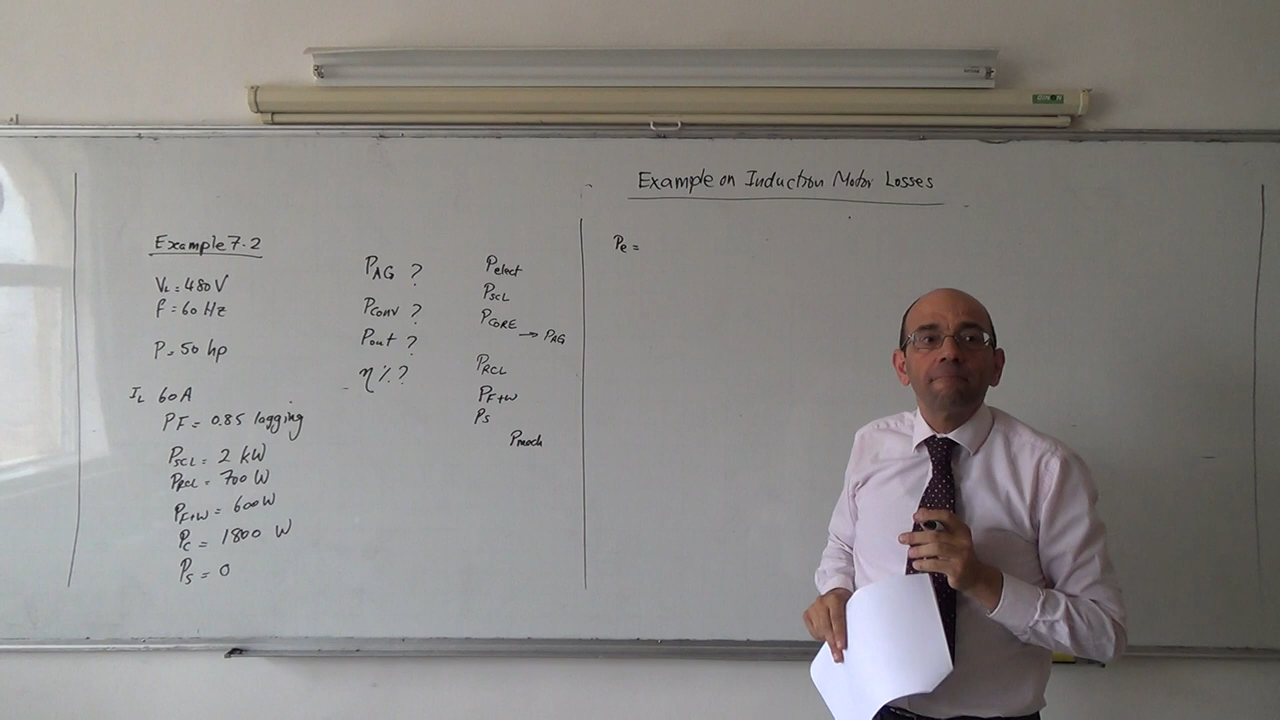 Example on Induction Motor Losses
Example 7.2
VL = 480 V
f = 60 Hz
P = 50 hp
IL 60A
PF = 0.85 lagging
PSCL = 2 kW
PRCL = 700 W
PF+W = 600W
PC = 1800 W
PS = 0
PAG ?
PConv ?
Pout ?
η % ?
Pelect
PSCL
PCORE
→ PAG
PRCL
PF+W
PS
Pmech
Pe =